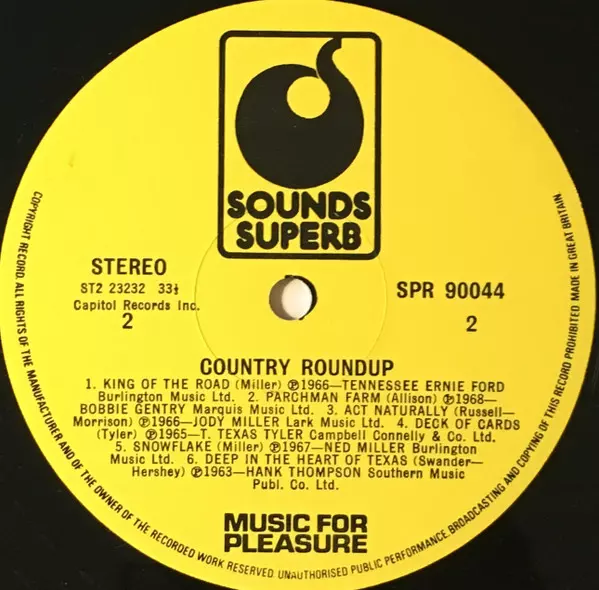 SOUNDS
SUPERB
STEREO
ST2 23232 33⅓
Capitol Records Inc.
2
SPR 90044
2
COUNTRY ROUNDUP
1. KING OF THE ROAD (Miller) Ⓟ1966—TENNESSEE ERNIE FORD
Burlington Music Ltd. 2. PARCHMAN FARM (Allison) Ⓟ1968—
BOBBIE GENTRY Marquis Music Ltd. 3. ACT NATURALLY (Russell—
Morrison) Ⓟ1966—JODY MILLER Lark Music Ltd. 4. DECK OF CARDS
(Tyler) Ⓟ1965—T. TEXAS TYLER Campbell Connelly & Co. Ltd.
5. SNOWFLAKE (Miller) Ⓟ1967—NED MILLER Burlington
Music Ltd. 6. DEEP IN THE HEART OF TEXAS (Swander—
Hershey) Ⓟ1963—HANK THOMPSON Southern Music
Publ. Co. Ltd.
MUSIC FOR
PLEASURE
COPYRIGHT RECORD. ALL RIGHTS OF THE MANUFACTURER AND OF THE OWNER OF THE RECORDED WORK RESERVED. UNAUTHORISED PUBLIC PERFORMANCE, BROADCASTING AND COPYING OF THIS RECORD PROHIBITED. MADE IN GREAT BRITAIN.